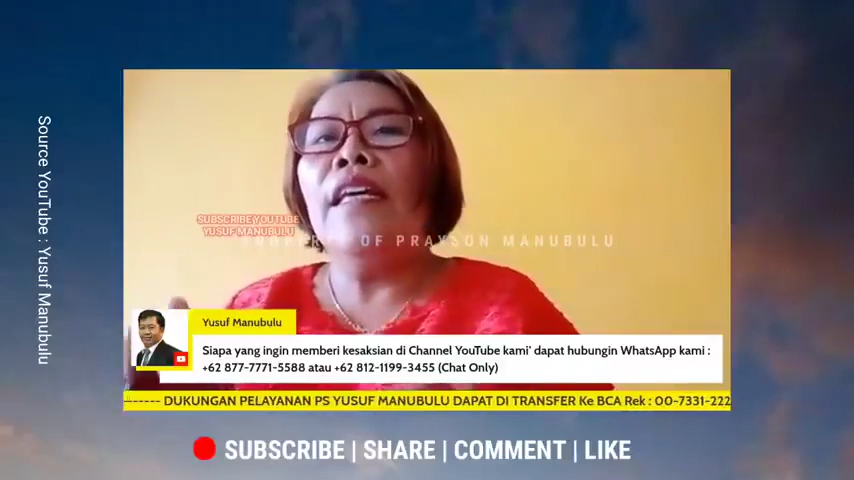 Source YouTube : Yusuf Manubulu
SUBSCRIBE YOUTUBE
YUSUF MANUBULU
PROPERTY OF PRAYSON MANUBULU
Yusuf Manubulu
Siapa yang ingin memberi kesaksian di Channel YouTube kami' dapat hubungin WhatsApp kami :
+62 877-7771-5588 atau +62 812-1199-3455 (Chat Only)
------ DUKUNGAN PELAYANAN PS YUSUF MANUBULU DAPAT DI TRANSFER Ke BCA Rek : 00-7331-222
SUBSCRIBE | SHARE | COMMENT | LIKE